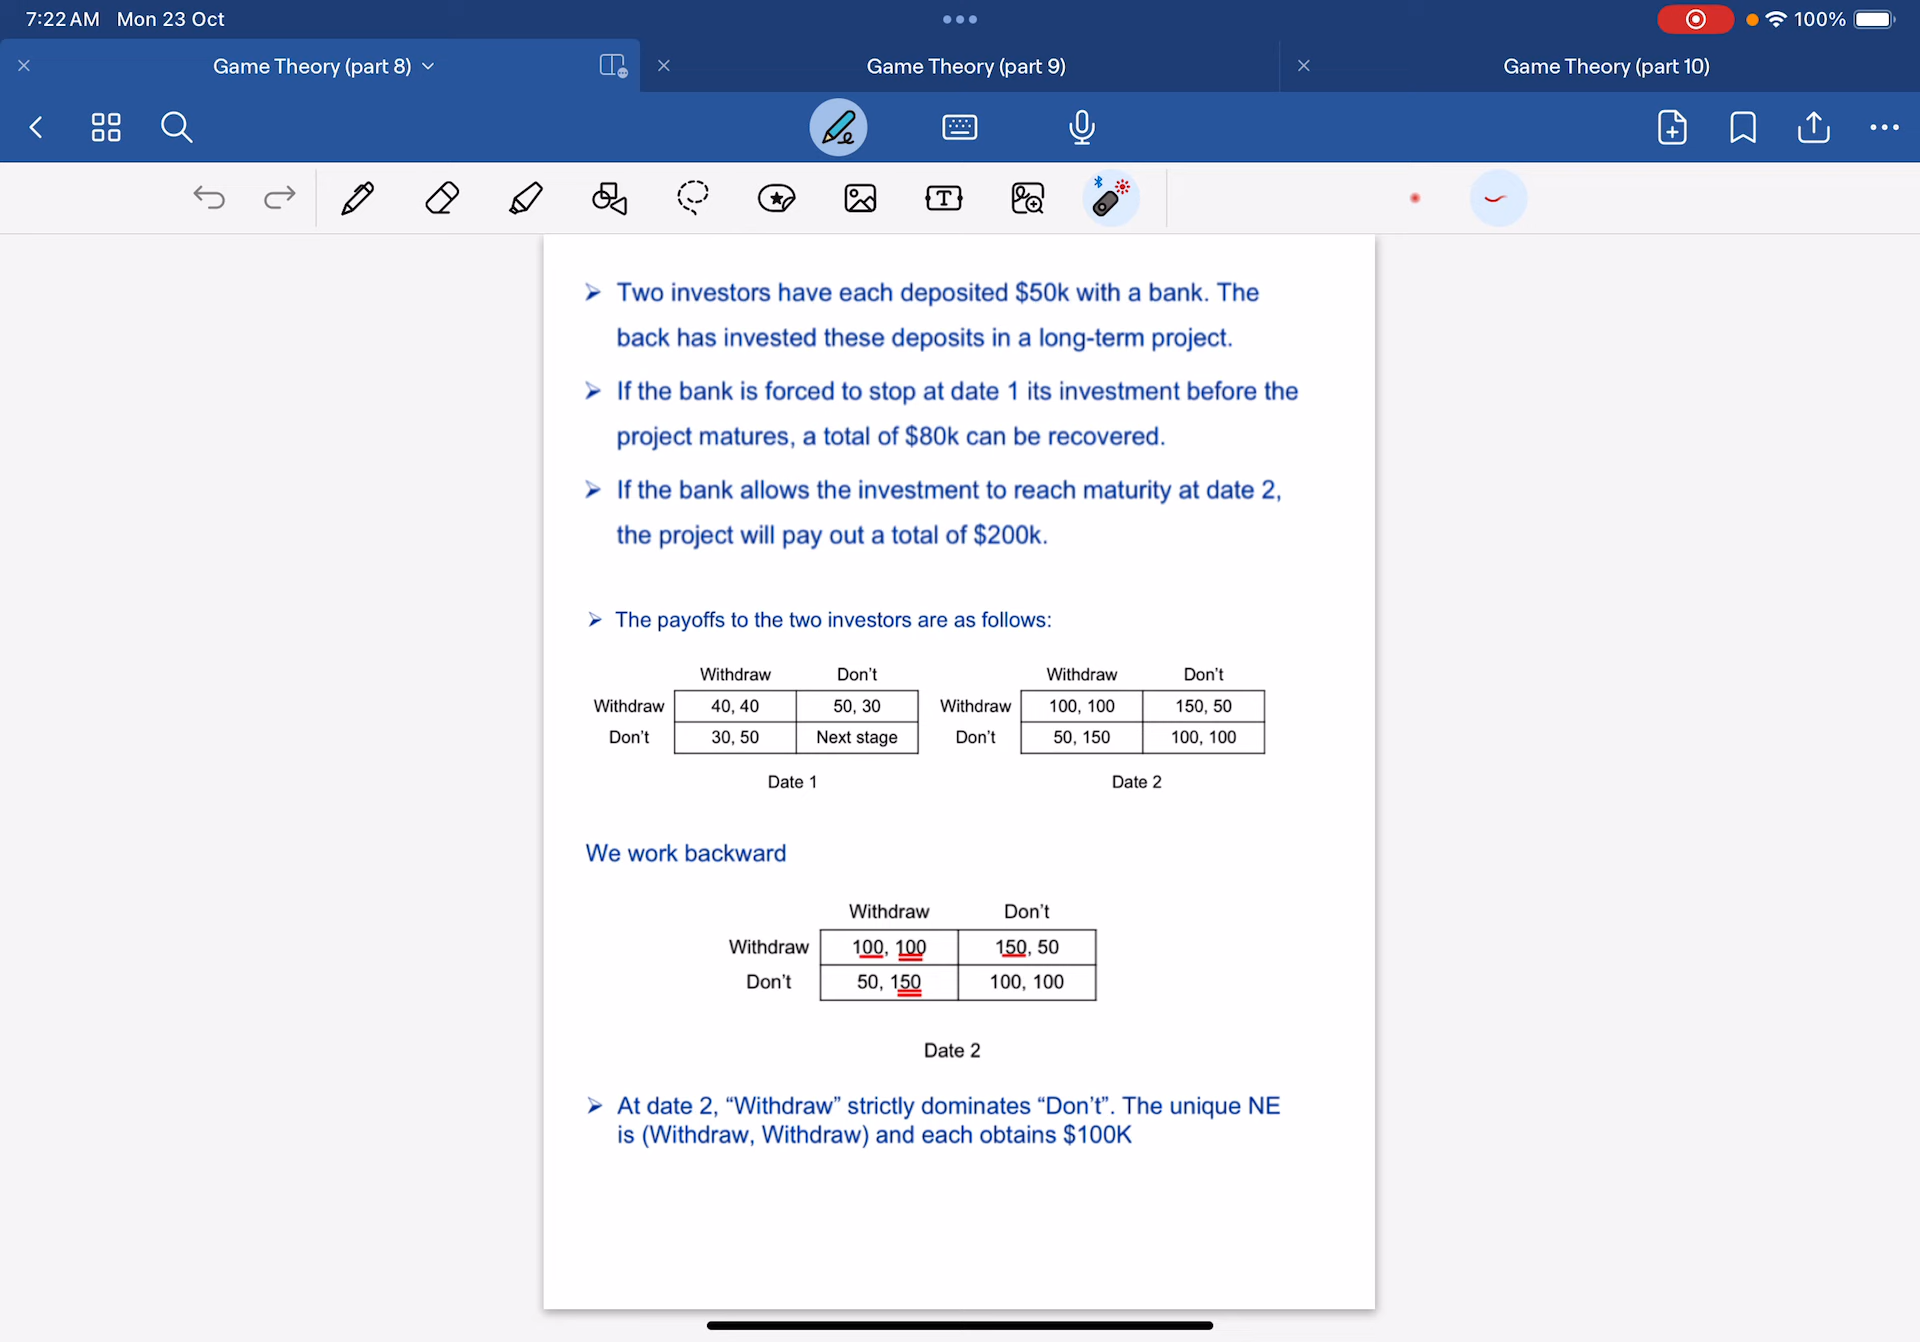 7:22 AM Mon 23 Oct
100%
Game Theory (part 8)
Game Theory (part 9)
Game Theory (part 10)
➢ Two investors have each deposited $50k with a bank. The
back has invested these deposits in a long-term project.
➢ If the bank is forced to stop at date 1 its investment before the
project matures, a total of $80k can be recovered.
➢ If the bank allows the investment to reach maturity at date 2,
the project will pay out a total of $200k.
➢ The payoffs to the two investors are as follows:
Withdraw Don't Withdraw Don't
Withdraw 40, 40 50, 30 Withdraw 100, 100 150, 50
Don't 30, 50 Next stage Don't 50, 150 100, 100
Date 1 Date 2
We work backward
Withdraw Don't
Withdraw 100, 100 150, 50
Don't 50, 150 100, 100
Date 2
➢ At date 2, “Withdraw” strictly dominates “Don't”. The unique NE
is (Withdraw, Withdraw) and each obtains $100K